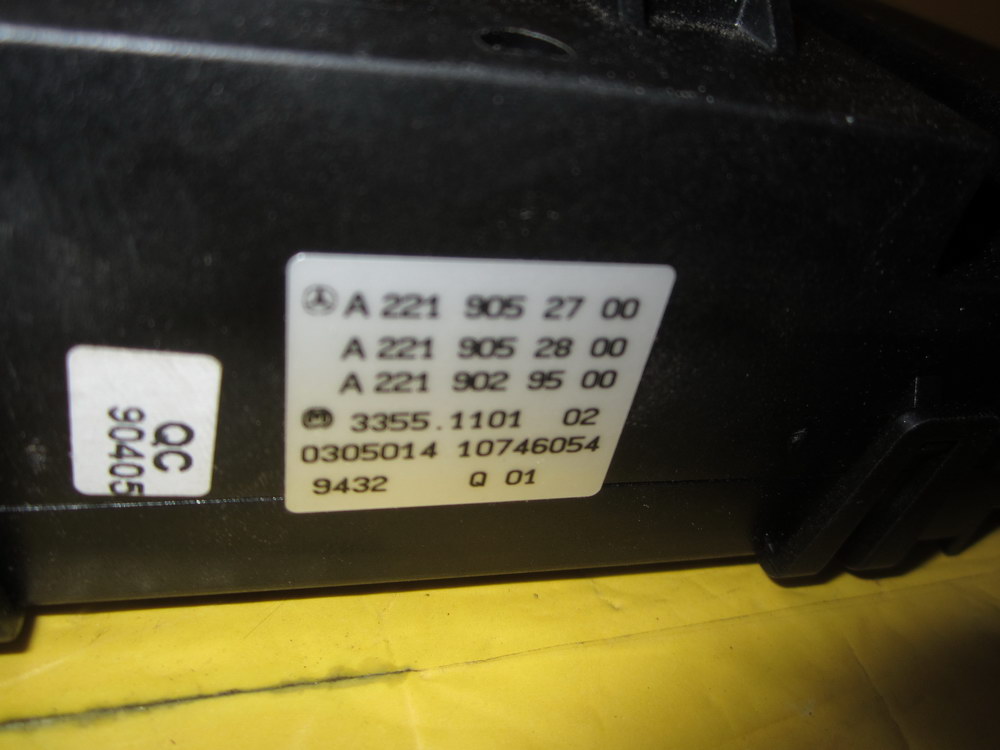 A 221 905 27 00
A 221 905 28 00
A 221 902 95 00
3355.1101 02
0305014 10746054
9432 Q 01
QC
90405